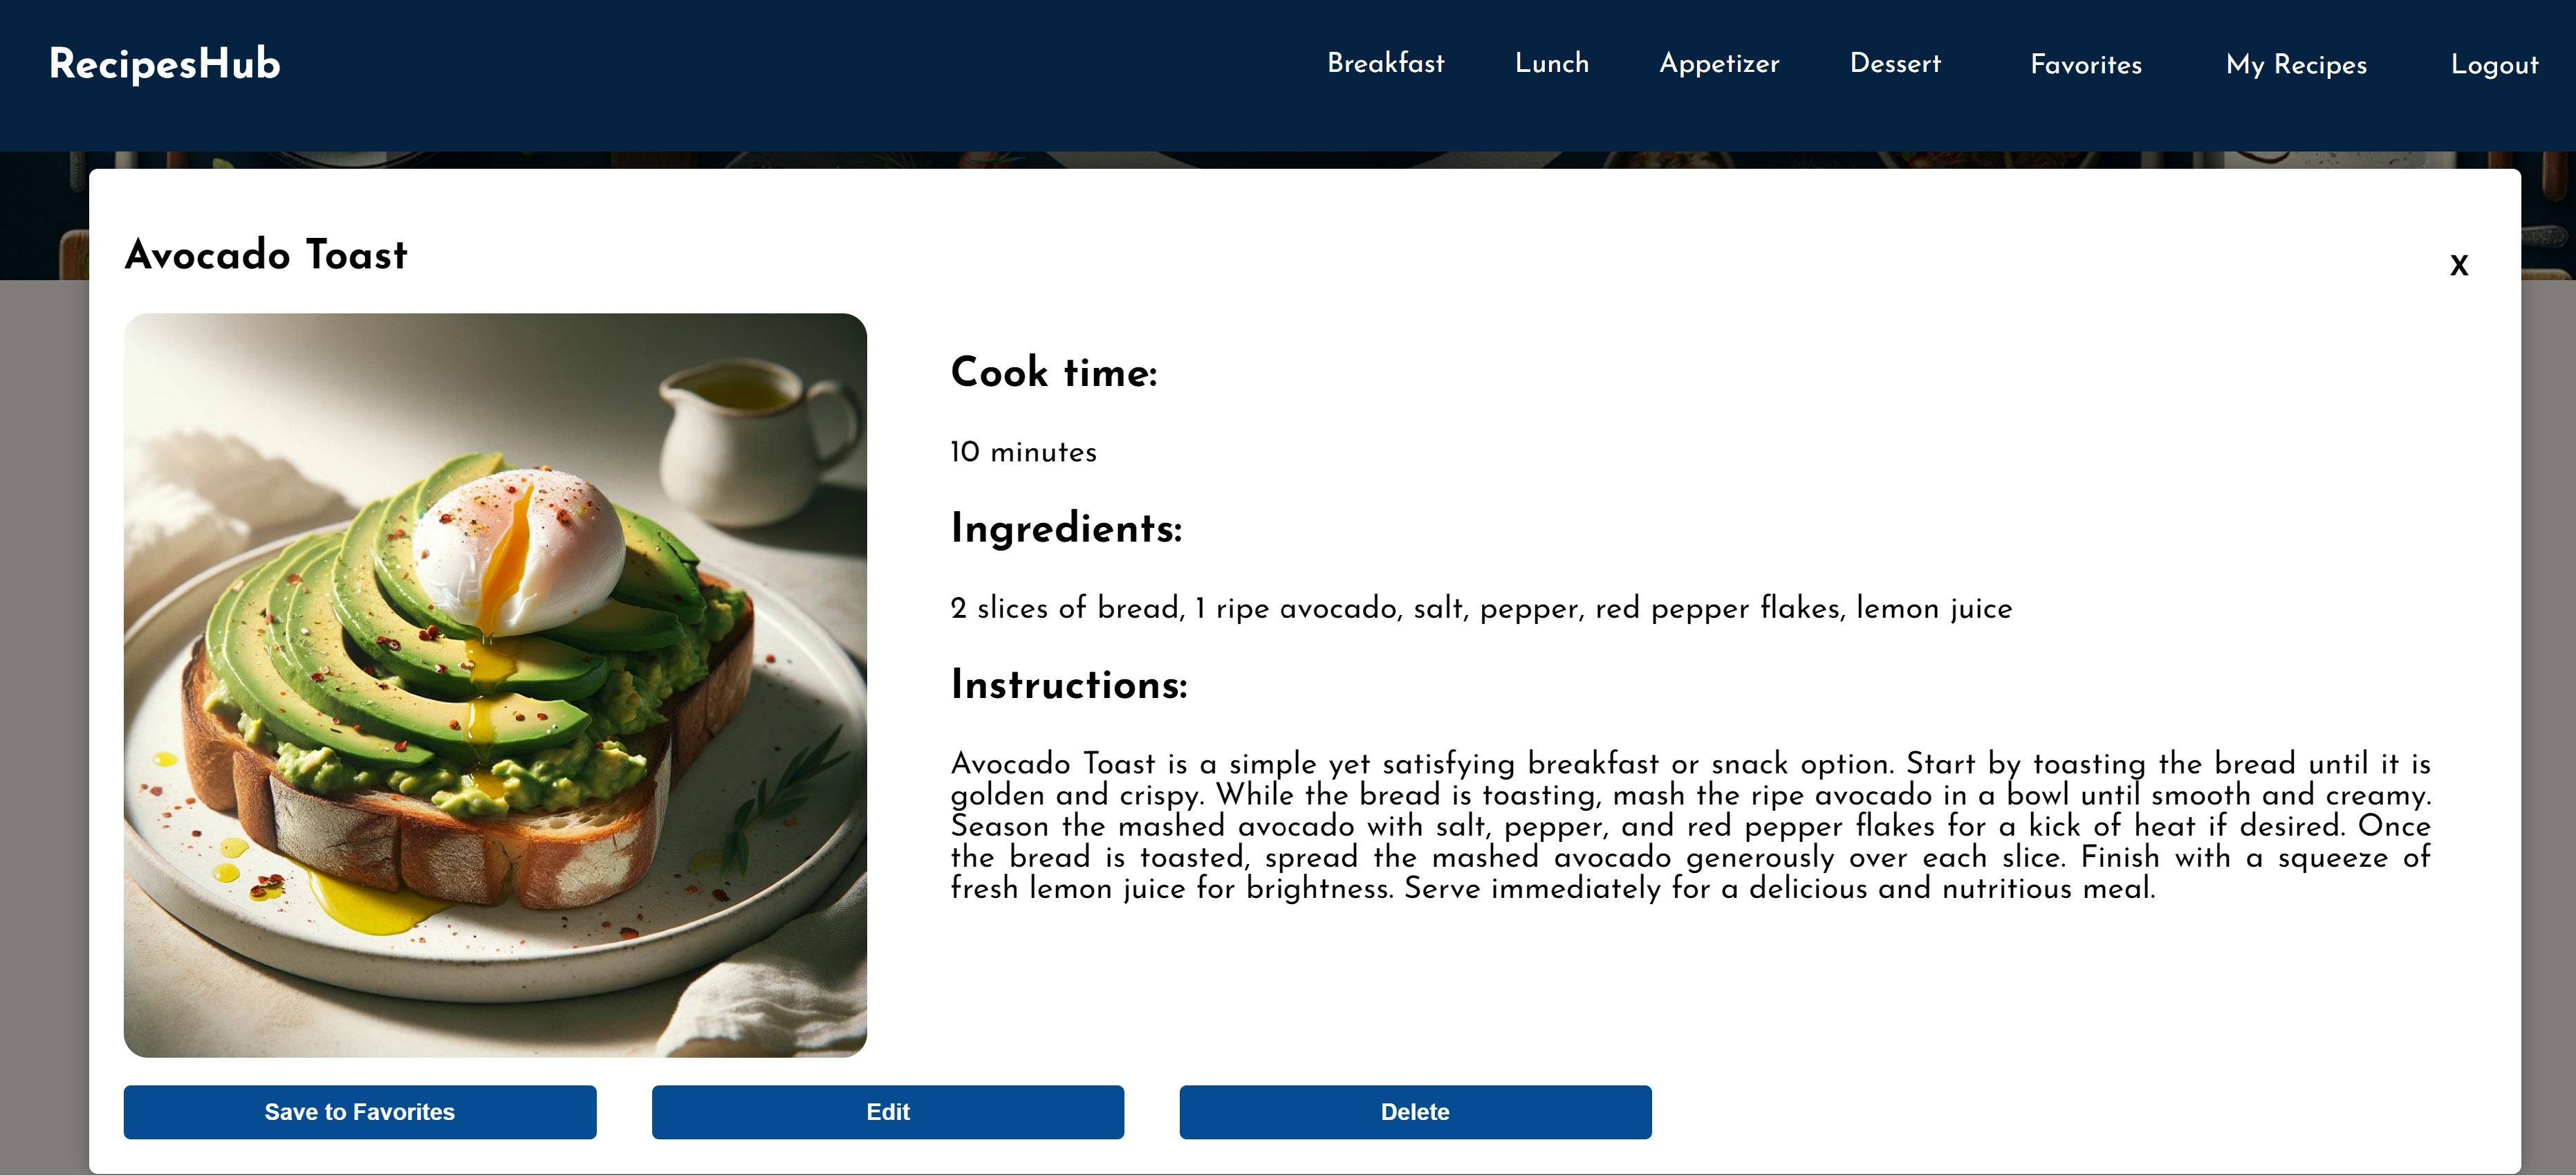 RecipesHub
Breakfast Lunch Appetizer Dessert Favorites My Recipes Logout
Avocado Toast
X
Cook time:
10 minutes
Ingredients:
2 slices of bread, 1 ripe avocado, salt, pepper, red pepper flakes, lemon juice
Instructions:
Avocado Toast is a simple yet satisfying breakfast or snack option. Start by toasting the bread until it is
golden and crispy. While the bread is toasting, mash the ripe avocado in a bowl until smooth and creamy.
Season the mashed avocado with salt, pepper, and red pepper flakes for a kick of heat if desired. Once
the bread is toasted, spread the mashed avocado generously over each slice. Finish with a squeeze of
fresh lemon juice for brightness. Serve immediately for a delicious and nutritious meal.
Save to Favorites Edit Delete